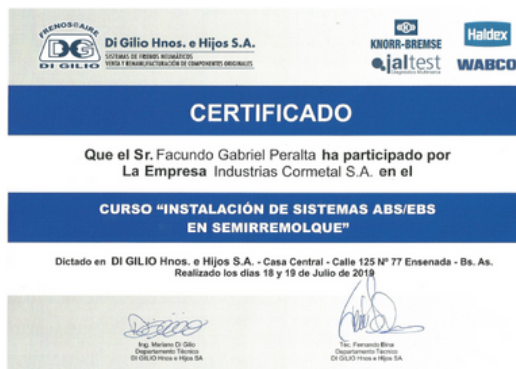 FRENOS AIRE
DG
DI GILIO
Di Gilio Hnos. e Hijos S.A.
SISTEMAS DE FRENOS NEUMÁTICOS
VENTA Y REMANUFACTURACIÓN DE COMPONENTES ORIGINALES
KNORR-BREMSE
Haldex
jaltest
Diagnostico Multimarca
WABCO
CERTIFICADO
Que el Sr. Facundo Gabriel Peralta ha participado por
La Empresa Industrias Cormetal S.A. en el
CURSO “INSTALACIÓN DE SISTEMAS ABS/EBS
EN SEMIRREMOLQUE”
Dictado en DI GILIO Hnos. e Hijos S.A. - Casa Central - Calle 125 Nº 77 Ensenada - Bs. As.
Realizado los días 18 y 19 de Julio de 2019
Ing. Mariano Di Gilio
Departamento Técnico
DI GILIO Hnos e Hijos SA
Téc. Fernando Elina
Departamento Técnico
DI GILIO Hnos e Hijos SA